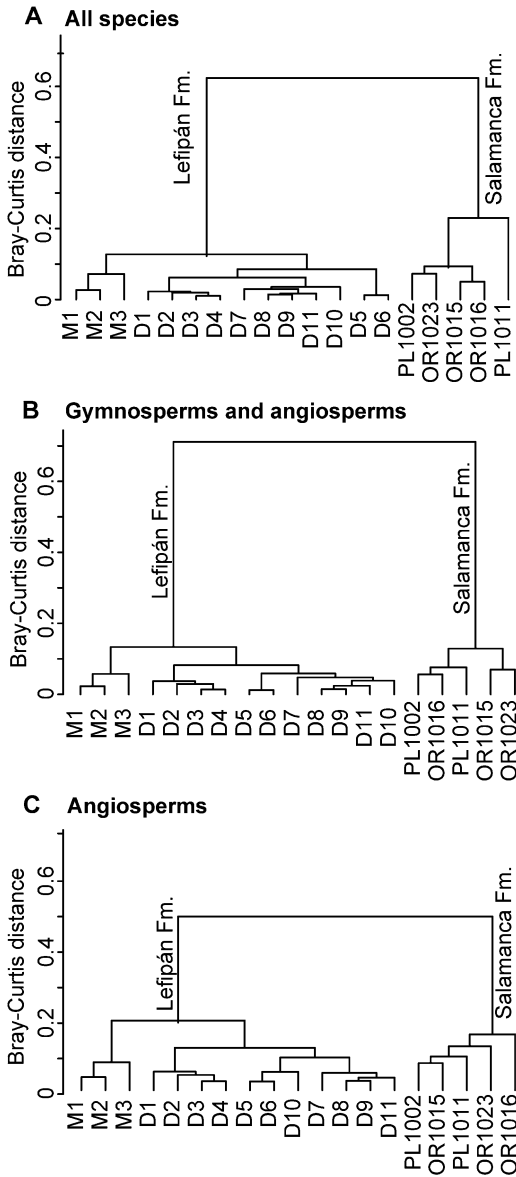 A All species
Bray-Curtis distance
0.6
0.4
0.2
0
Lefipán Fm.
Salamanca Fm.
M1 M2 M3 D1 D2 D3 D4 D7 D8 D9 D11 D10 D5 D6 PL1002 OR1023 OR1015 OR1016 PL1011
B Gymnosperms and angiosperms
Bray-Curtis distance
0.6
0.4
0.2
0
Lefipán Fm.
Salamanca Fm.
M1 M2 M3 D1 D2 D3 D4 D5 D6 D7 D8 D9 D11 D10 PL1002 OR1016 PL1011 OR1015 OR1023
C Angiosperms
Bray-Curtis distance
0.6
0.4
0.2
0
Lefipán Fm.
Salamanca Fm.
M1 M2 M3 D1 D2 D3 D4 D5 D6 D10 D7 D8 D9 D11 PL1002 OR1015 PL1011 OR1023 OR1016